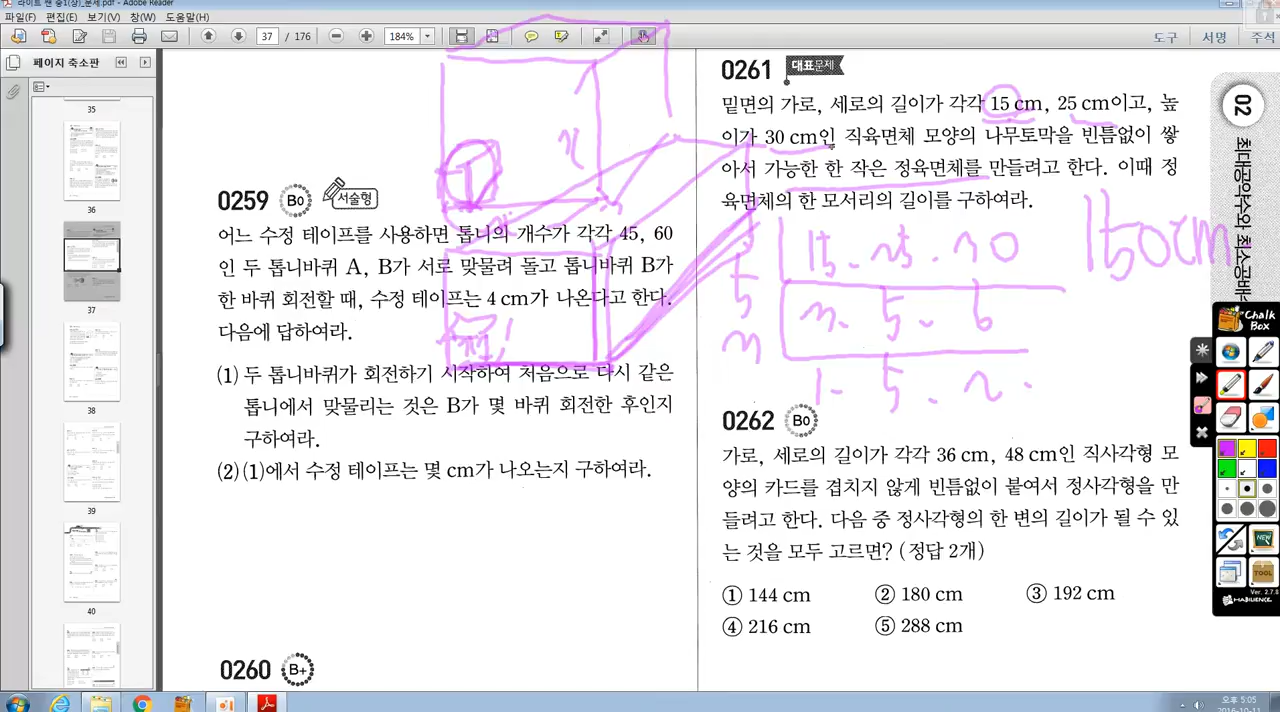 라이트 쎈 중1(상)_문제.pdf - Adobe Reader
파일(F) 편집(E) 보기(V) 창(W) 도움말(H)
37 / 176
184%
도구
서명
주석
페이지 축소판
35
36
37
38
39
40
0259 B0 서술형
어느 수정 테이프를 사용하면 톱니의 개수가 각각 45, 60
인 두 톱니바퀴 A, B가 서로 맞물려 돌고 톱니바퀴 B가
한 바퀴 회전할 때, 수정 테이프는 4 cm가 나온다고 한다.
다음에 답하여라.
(1) 두 톱니바퀴가 회전하기 시작하여 처음으로 다시 같은
톱니에서 맞물리는 것은 B가 몇 바퀴 회전한 후인지
구하여라.
(2) (1)에서 수정 테이프는 몇 cm가 나오는지 구하여라.
0260 B+
0261 대표문제
밑면의 가로, 세로의 길이가 각각 15 cm, 25 cm이고, 높
이가 30 cm인 직육면체 모양의 나무토막을 빈틈없이 쌓
아서 가능한 한 작은 정육면체를 만들려고 한다. 이때 정
육면체의 한 모서리의 길이를 구하여라.
15. 25. 30
150cm
5
3. 5. 6
3
1. 5. 2.
0262 B0
가로, 세로의 길이가 각각 36 cm, 48 cm인 직사각형 모
양의 카드를 겹치지 않게 빈틈없이 붙여서 정사각형을 만
들려고 한다. 다음 중 정사각형의 한 변의 길이가 될 수 있
는 것을 모두 고르면? (정답 2개)
① 144 cm ② 180 cm ③ 192 cm
④ 216 cm ⑤ 288 cm
02
최대공약수와 최소공배수
Chalk Box
NEW
TOOL
Ver. 2.7.8
MABILIENCE
오후 5:05
2016-10-11